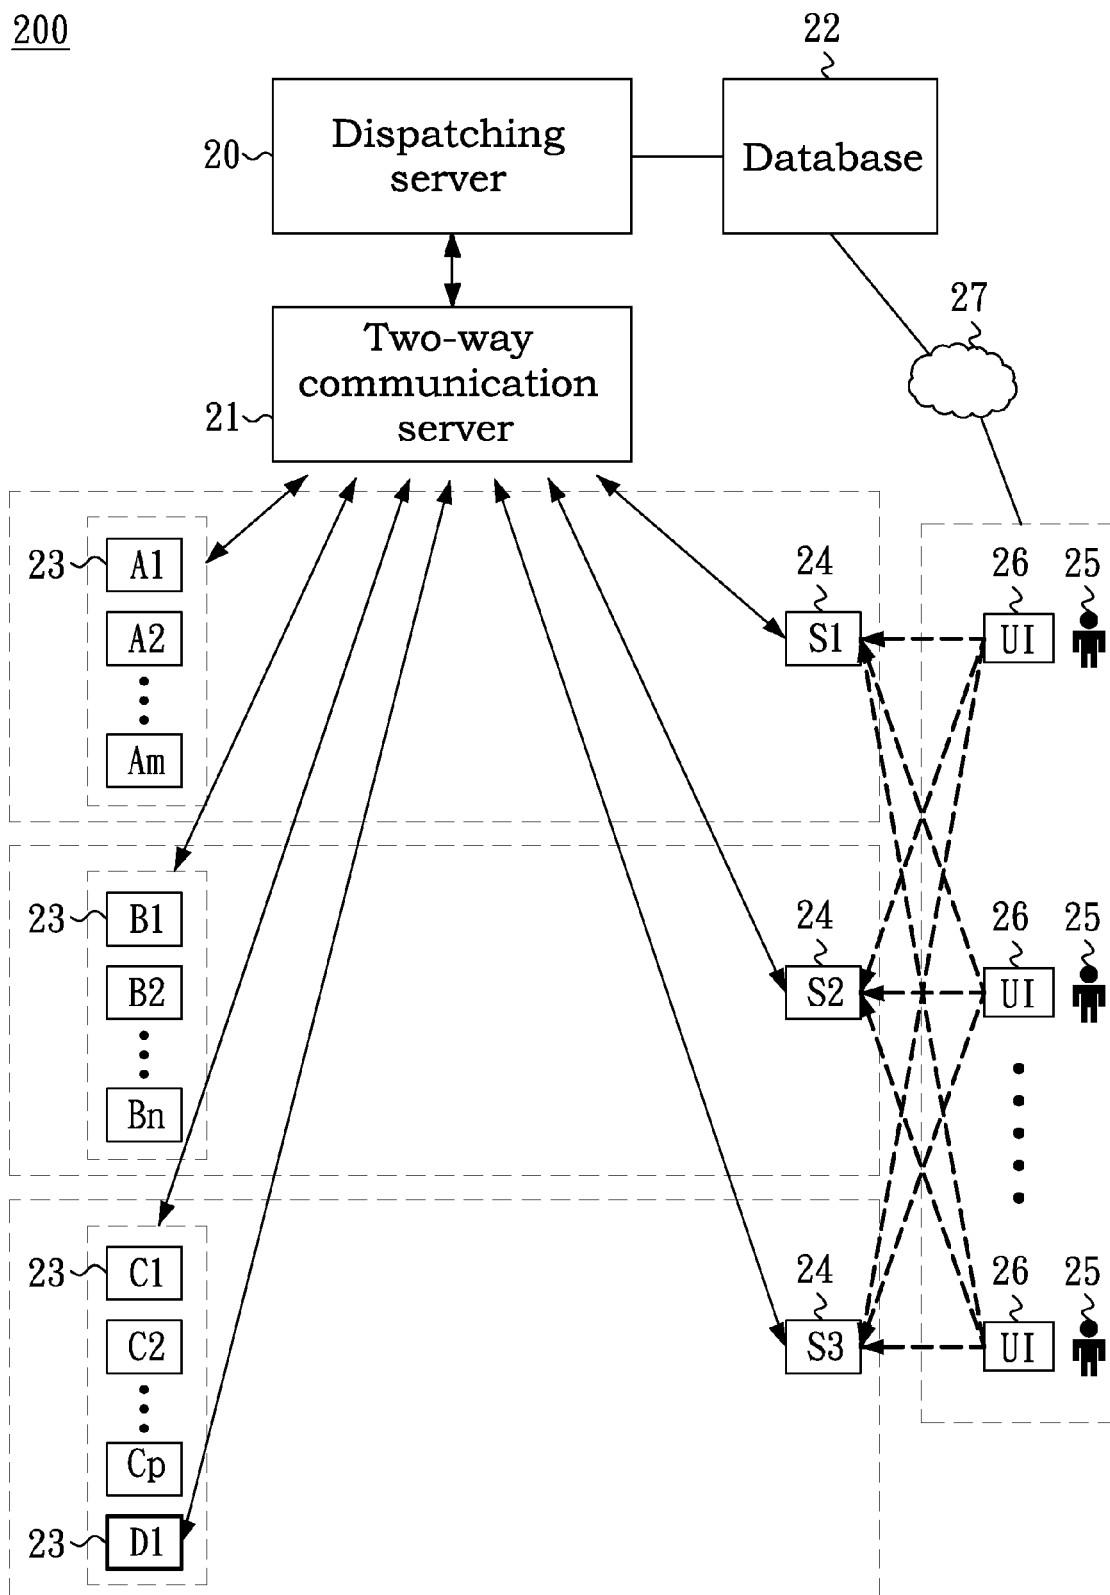 200
22
Dispatching
server
20
Database
27
Two-way
communication
server
21
23
A1
A2
Am
24
S1
26
UI
25
23
B1
B2
Bn
24
S2
26
UI
25
23
C1
C2
Cp
23
D1
24
S3
26
UI
25